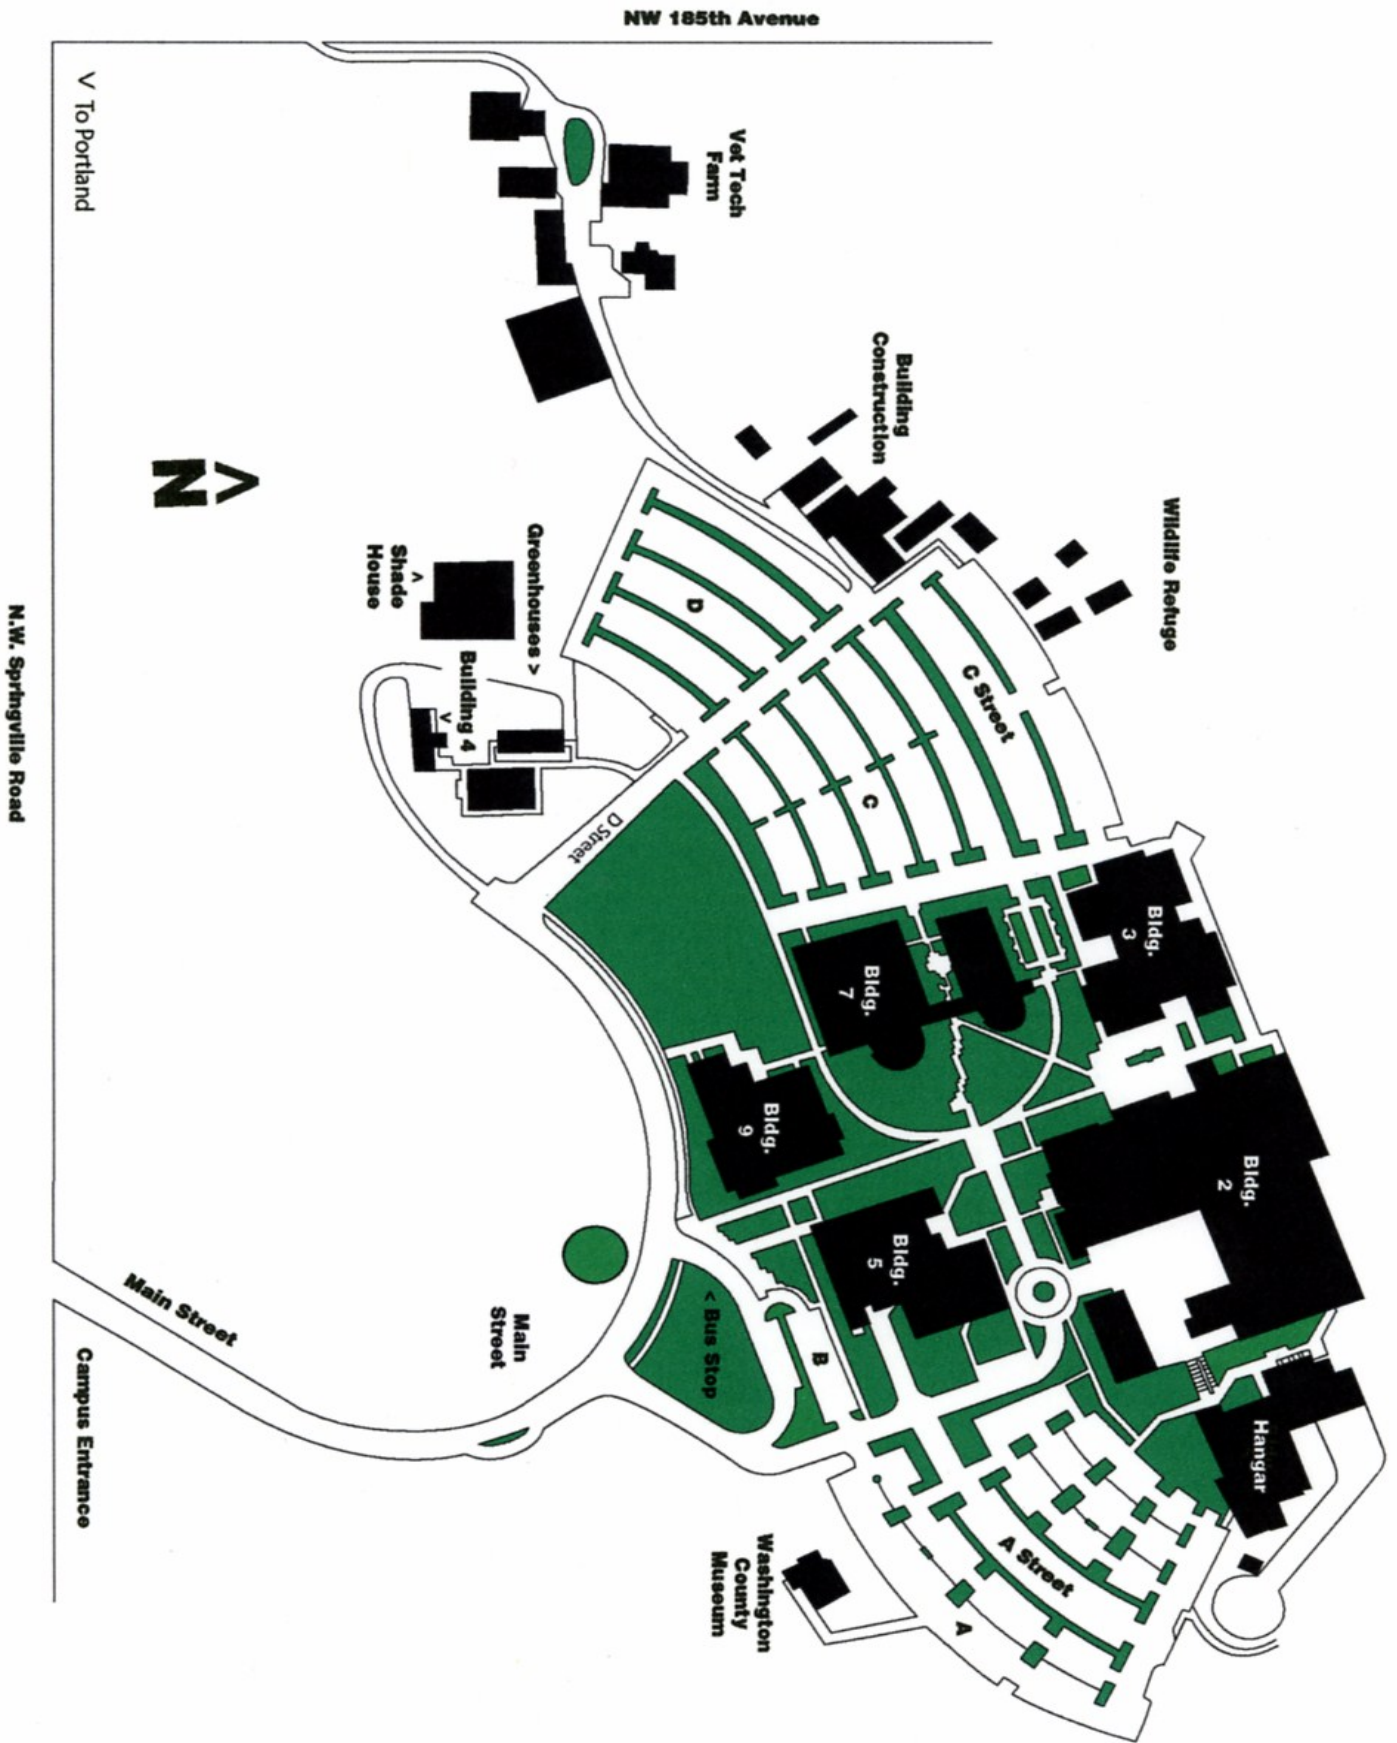 NW 185th Avenue
V To Portland
Vet Tech
Farm
Building
Construction
Wildlife Refuge
N
>
Greenhouses >
^
Shade
House
Building 4
v
D
C Street
C
D Street
N.W. Springville Road
Bldg.
3
Bldg.
7
Bldg.
9
Bldg.
2
Bldg.
5
< Bus Stop
B
Main
Street
Main Street
Campus Entrance
Hangar
A Street
A
Washington
County
Museum